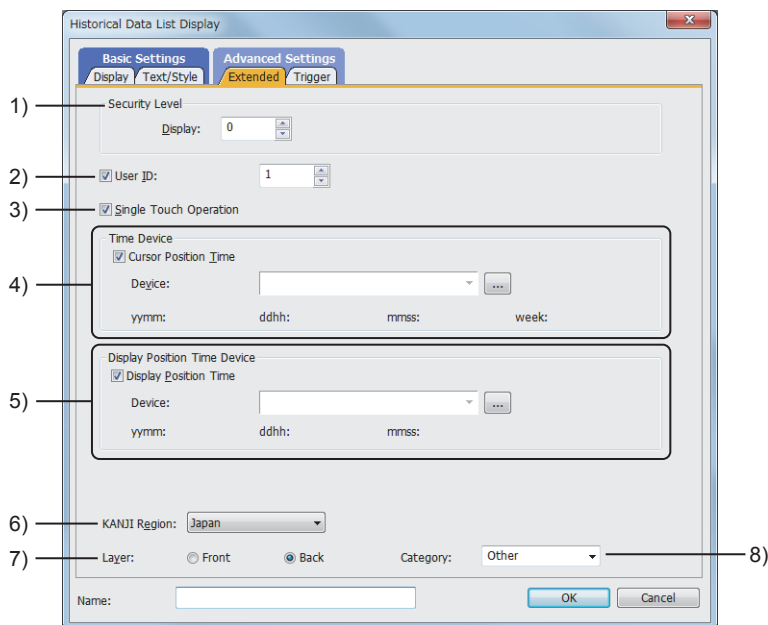 Historical Data List Display
x
Basic Settings Advanced Settings
Display Text/Style Extended Trigger
1) Security Level
Display: 0
2) User ID: 1
3) Single Touch Operation
Time Device
Cursor Position Time
4) Device: ...
yymm: ddhh: mmss: week:
Display Position Time Device
Display Position Time
5) Device: ...
yymm: ddhh: mmss:
6) KANJI Region: Japan
7) Layer: Front Back Category: Other 8)
Name: OK Cancel